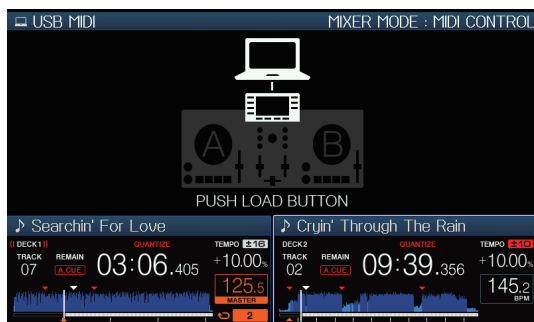 USB MIDI MIXER MODE : MIDI CONTROL
A B
PUSH LOAD BUTTON
Searchin' For Love
DECK1 QUANTIZE TEMPO ±16
TRACK REMAIN +10.00%
07 A.CUE 03:06.405
125.5
MASTER
2
Cryin' Through The Rain
DECK2 QUANTIZE TEMPO ±10
TRACK REMAIN +10.00%
02 A.CUE 09:39.356
145.2
BPM